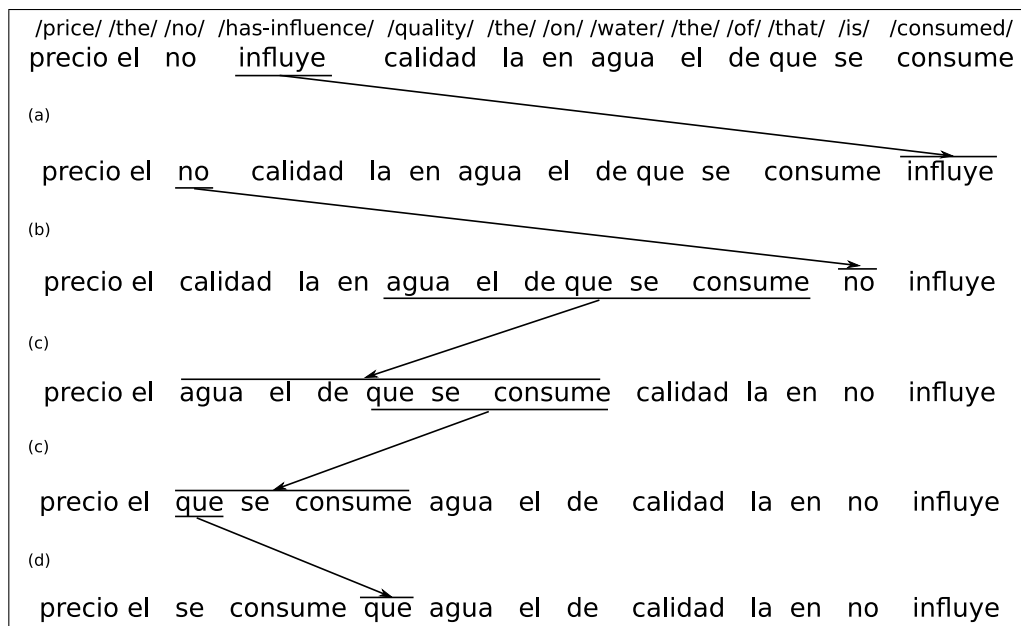 /price/ /the/ /no/ /has-influence/ /quality/ /the/ /on/ /water/ /the/ /of/ /that/ /is/ /consumed/
precio el no influye calidad la en agua el de que se consume
(a)
precio el no calidad la en agua el de que se consume influye
(b)
precio el calidad la en agua el de que se consume no influye
(c)
precio el agua el de que se consume calidad la en no influye
(c)
precio el que se consume agua el de calidad la en no influye
(d)
precio el se consume que agua el de calidad la en no influye